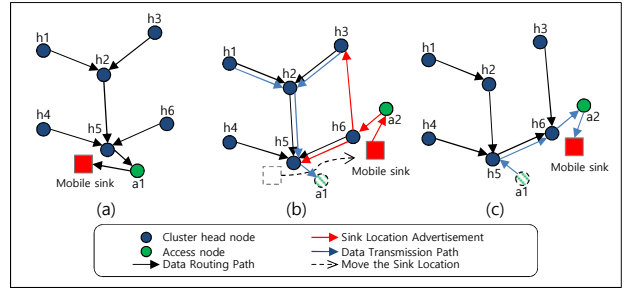 h1 h2 h3 h4 h5 h6 a1 Mobile sink
(a)
h1 h2 h3 h4 h5 h6 a2 a1 Mobile sink
(b)
h1 h2 h3 h4 h5 h6 a2 a1 Mobile sink
(c)
Cluster head node Sink Location Advertisement
Access node Data Transmission Path
Data Routing Path Move the Sink Location